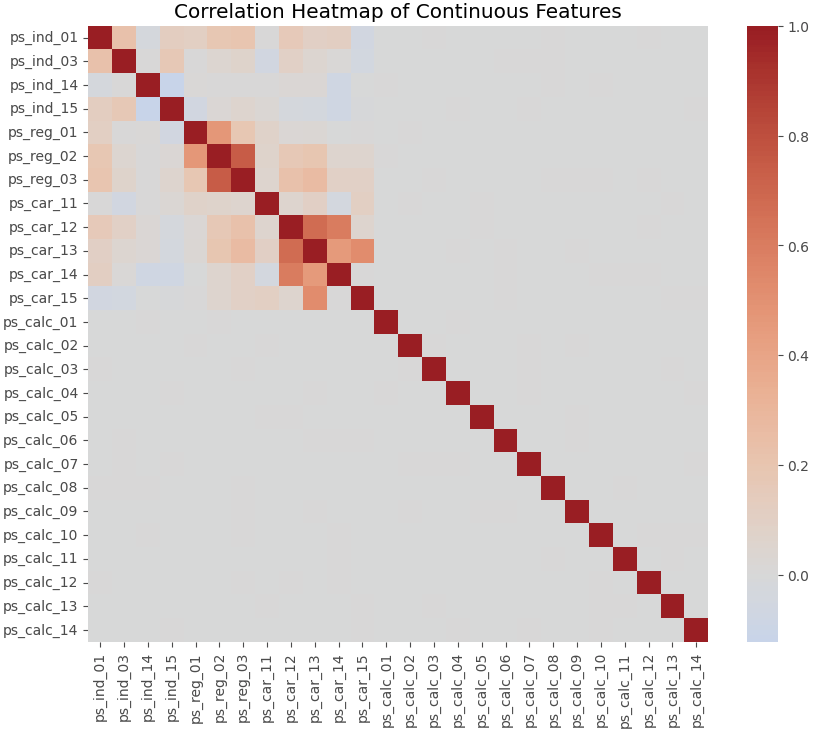 Correlation Heatmap of Continuous Features
ps_ind_01
ps_ind_03
ps_ind_14
ps_ind_15
ps_reg_01
ps_reg_02
ps_reg_03
ps_car_11
ps_car_12
ps_car_13
ps_car_14
ps_car_15
ps_calc_01
ps_calc_02
ps_calc_03
ps_calc_04
ps_calc_05
ps_calc_06
ps_calc_07
ps_calc_08
ps_calc_09
ps_calc_10
ps_calc_11
ps_calc_12
ps_calc_13
ps_calc_14
ps_ind_01
ps_ind_03
ps_ind_14
ps_ind_15
ps_reg_01
ps_reg_02
ps_reg_03
ps_car_11
ps_car_12
ps_car_13
ps_car_14
ps_car_15
ps_calc_01
ps_calc_02
ps_calc_03
ps_calc_04
ps_calc_05
ps_calc_06
ps_calc_07
ps_calc_08
ps_calc_09
ps_calc_10
ps_calc_11
ps_calc_12
ps_calc_13
ps_calc_14
1.0
0.8
0.6
0.4
0.2
0.0